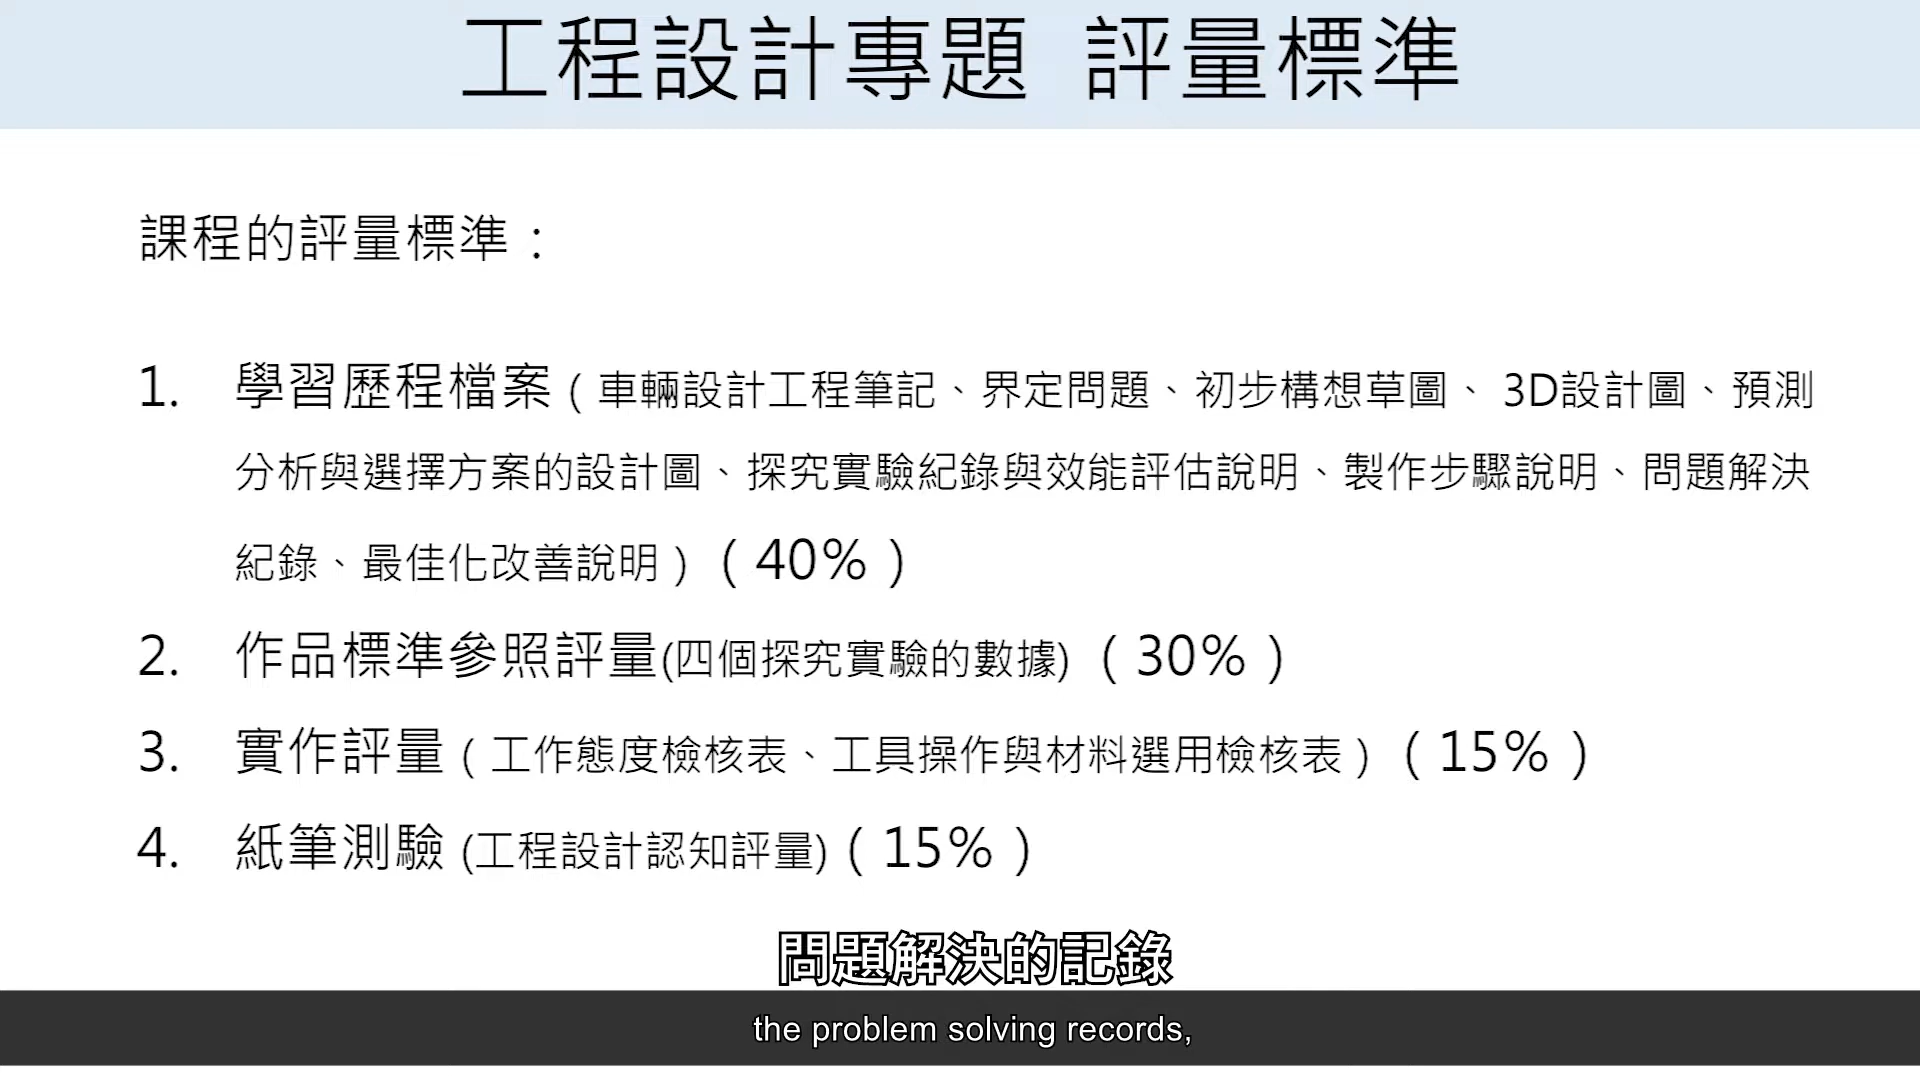 工程設計專題 評量標準
課程的評量標準：
1. 學習歷程檔案（車輛設計工程筆記、界定問題、初步構想草圖、3D設計圖、預測
分析與選擇方案的設計圖、探究實驗紀錄與效能評估說明、製作步驟說明、問題解決
紀錄、最佳化改善說明）（40%）
2. 作品標準參照評量(四個探究實驗的數據)（30%）
3. 實作評量（工作態度檢核表、工具操作與材料選用檢核表）（15%）
4. 紙筆測驗 (工程設計認知評量)（15%）
問題解決的記錄
the problem solving records,